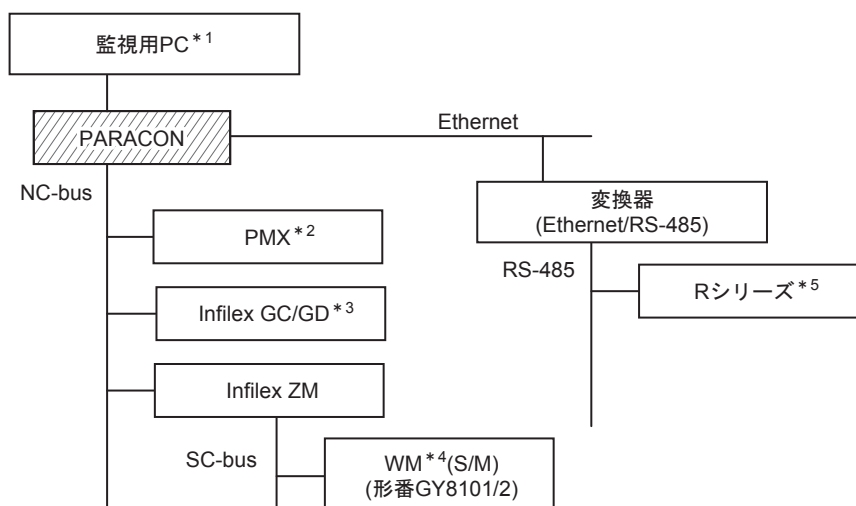 監視用PC*1
PARACON
Ethernet
NC-bus
変換器
(Ethernet/RS-485)
PMX*2
RS-485
Rシリーズ*5
Infilex GC/GD*3
Infilex ZM
SC-bus
WM*4(S/M)
(形番GY8101/2)